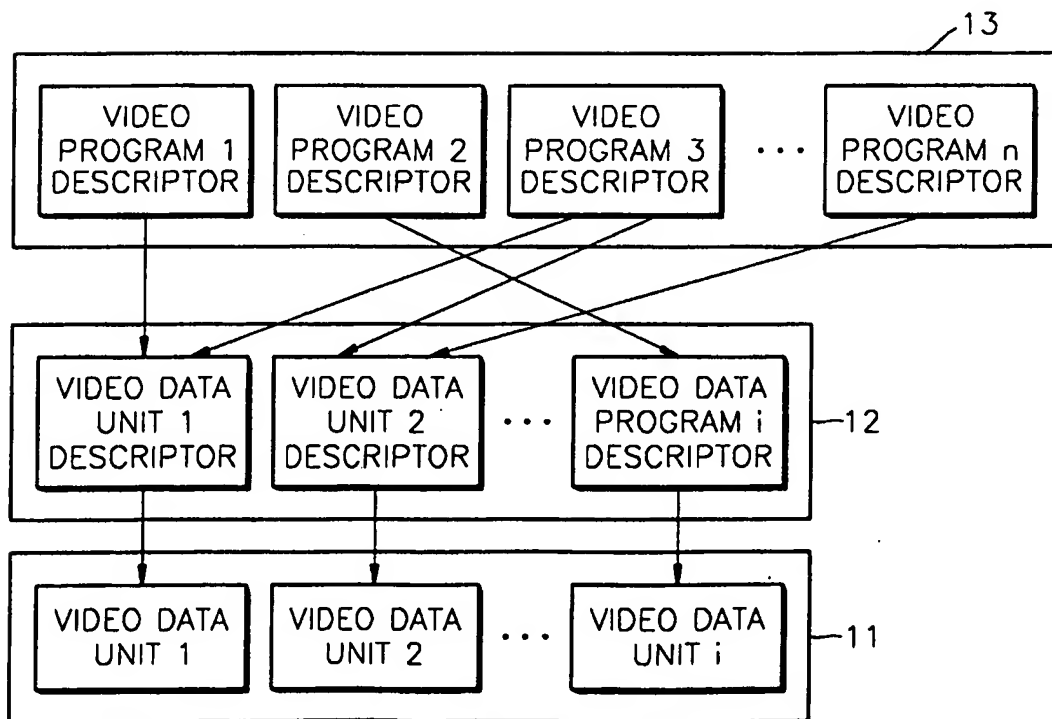 13
VIDEO
PROGRAM 1
DESCRIPTOR
VIDEO
PROGRAM 2
DESCRIPTOR
VIDEO
PROGRAM 3
DESCRIPTOR
...
VIDEO
PROGRAM n
DESCRIPTOR
VIDEO DATA
UNIT 1
DESCRIPTOR
VIDEO DATA
UNIT 2
DESCRIPTOR
...
VIDEO DATA
PROGRAM i
DESCRIPTOR
12
VIDEO DATA
UNIT 1
VIDEO DATA
UNIT 2
...
VIDEO DATA
UNIT i
11